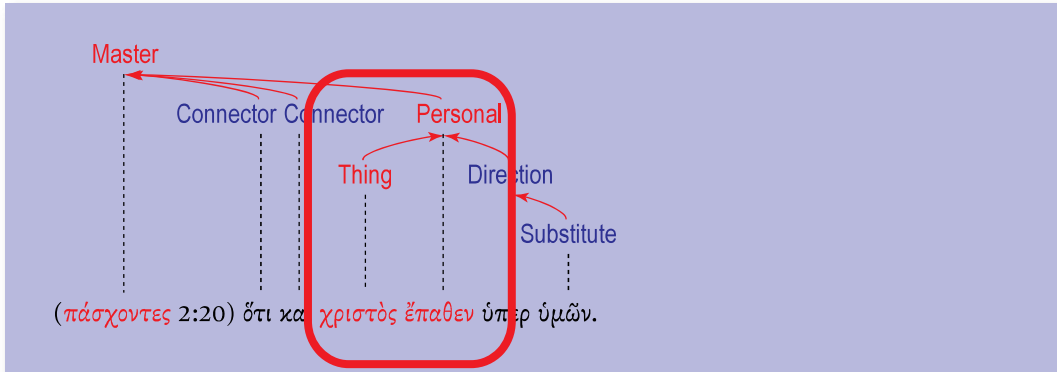 Master
Connector Connector Personal
Thing Direction
Substitute
(πάσχοντες 2:20) ὅτι κα χριστὸς ἔπαθεν ὑπερ ὑμῶν.